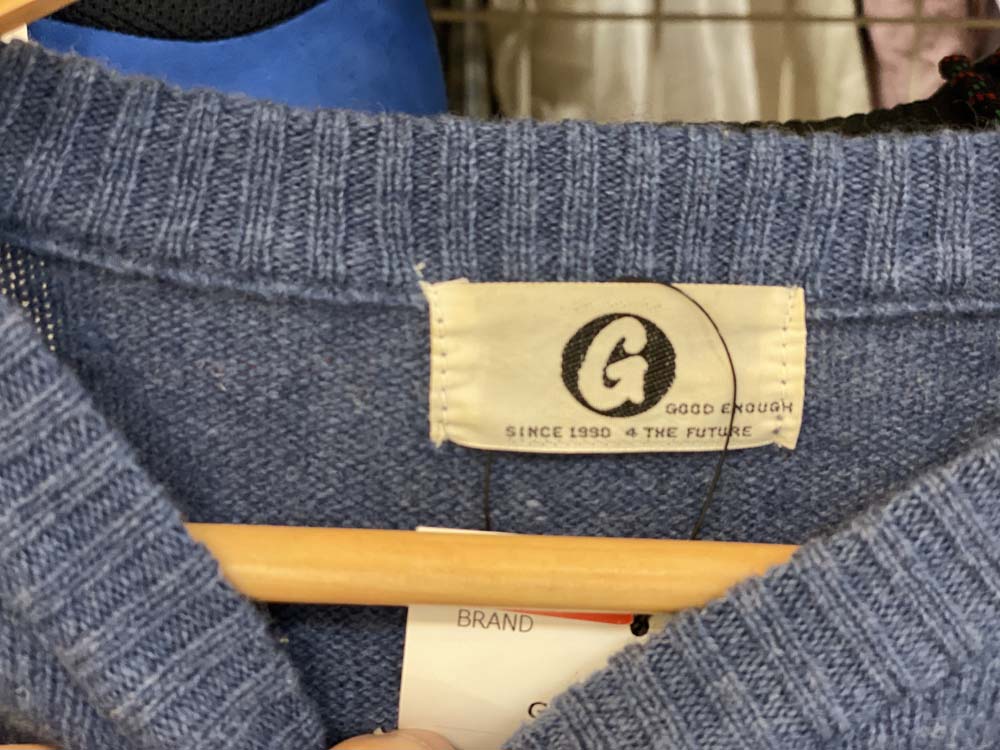 G
GOOD ENOUGH
SINCE 1990 4 THE FUTURE
BRAND
G